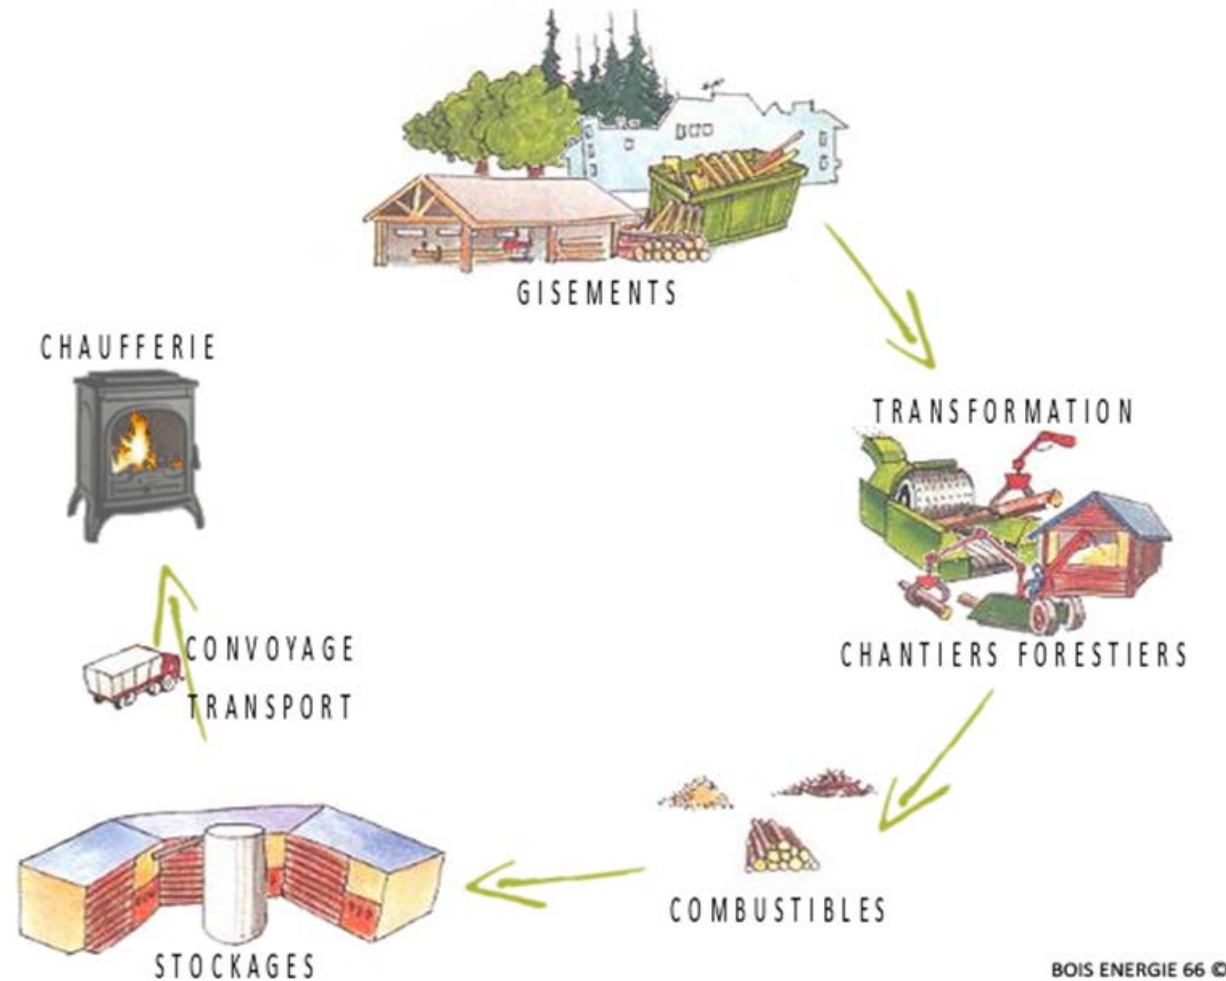 GISEMENTS
CHAUFFERIE
TRANSFORMATION
CHANTIERS FORESTIERS
CONVOYAGE
TRANSPORT
COMBUSTIBLES
STOCKAGES
BOIS ENERGIE 66 ©